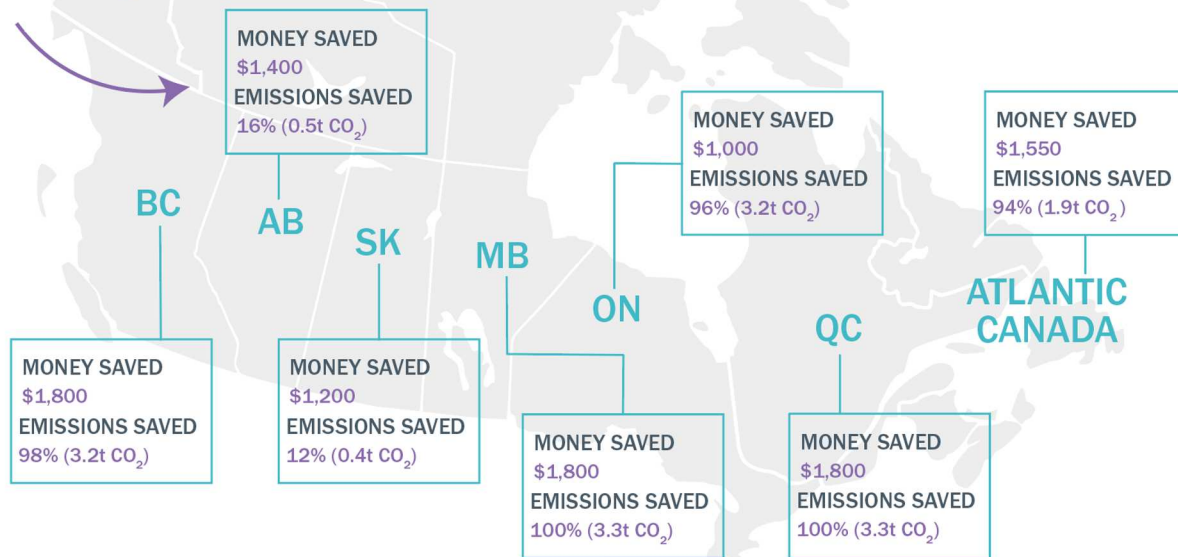 MONEY SAVED
$1,400
EMISSIONS SAVED
16% (0.5t CO₂)
AB
BC
MONEY SAVED
$1,800
EMISSIONS SAVED
98% (3.2t CO₂)
SK
MONEY SAVED
$1,200
EMISSIONS SAVED
12% (0.4t CO₂)
MB
MONEY SAVED
$1,800
EMISSIONS SAVED
100% (3.3t CO₂)
MONEY SAVED
$1,000
EMISSIONS SAVED
96% (3.2t CO₂)
ON
QC
MONEY SAVED
$1,800
EMISSIONS SAVED
100% (3.3t CO₂)
MONEY SAVED
$1,550
EMISSIONS SAVED
94% (1.9t CO₂)
ATLANTIC
CANADA